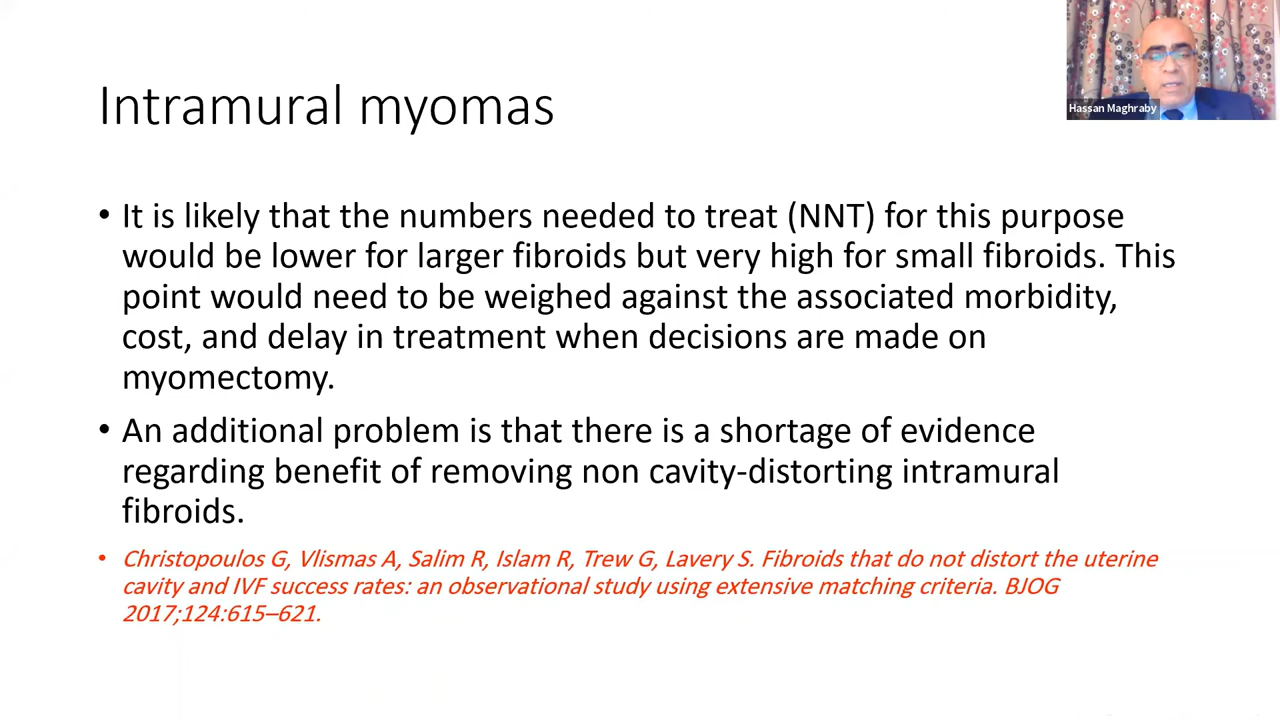 Hassan Maghraby
Intramural myomas
• It is likely that the numbers needed to treat (NNT) for this purpose
would be lower for larger fibroids but very high for small fibroids. This
point would need to be weighed against the associated morbidity,
cost, and delay in treatment when decisions are made on
myomectomy.
• An additional problem is that there is a shortage of evidence
regarding benefit of removing non cavity-distorting intramural
fibroids.
• Christopoulos G, Vlismas A, Salim R, Islam R, Trew G, Lavery S. Fibroids that do not distort the uterine
cavity and IVF success rates: an observational study using extensive matching criteria. BJOG
2017;124:615–621.